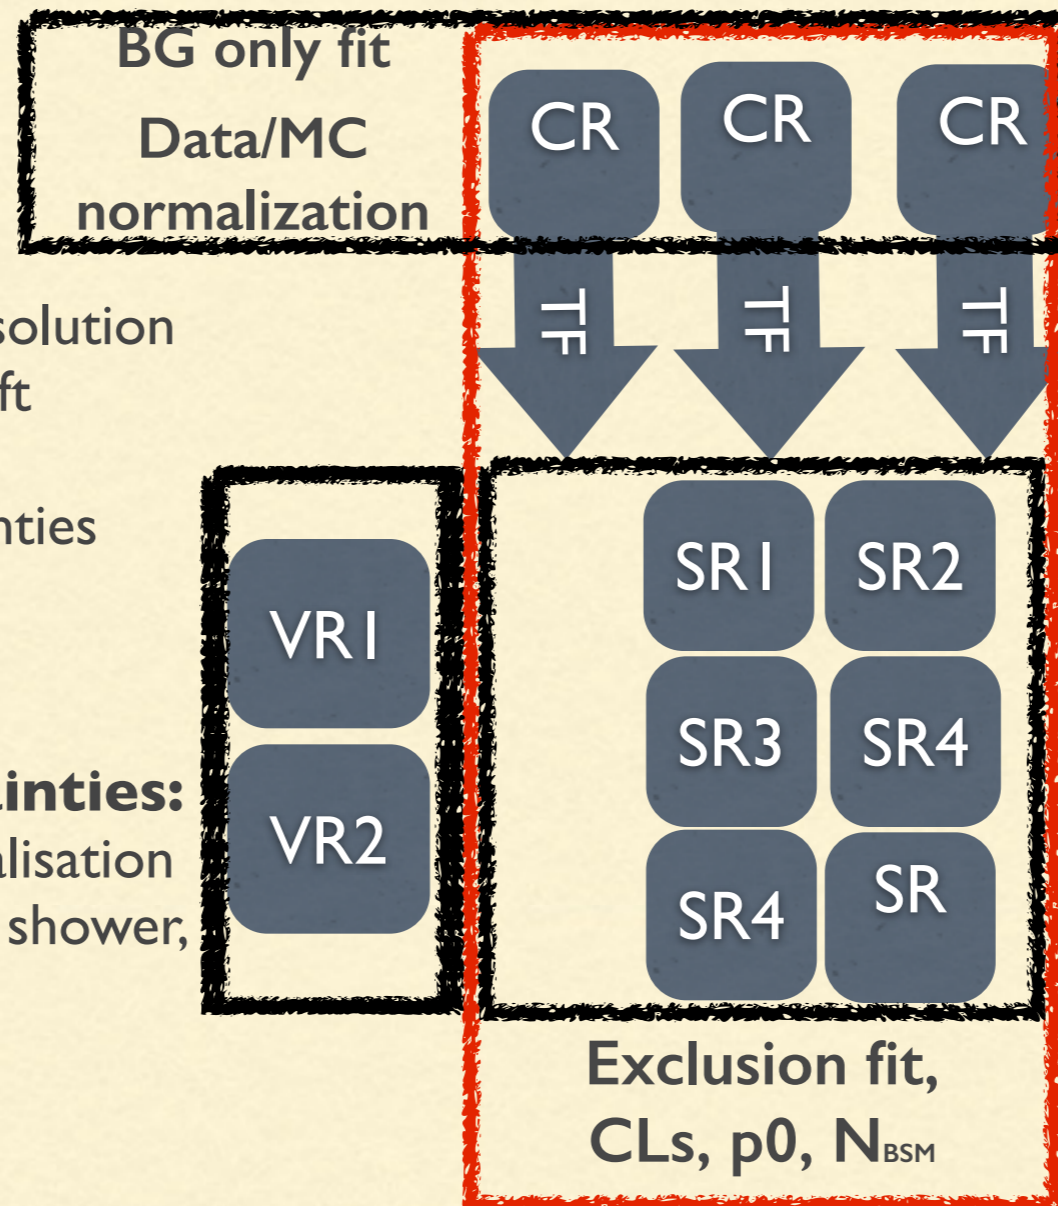 BG only fit
Data/MC
normalization
CR CR CR
TF TF TF
solution
ft
nties
VR1
VR2
SR1 SR2
SR3 SR4
SR4 SR
inties:
alisation
shower,
Exclusion fit,
CLs, p0, NBSM